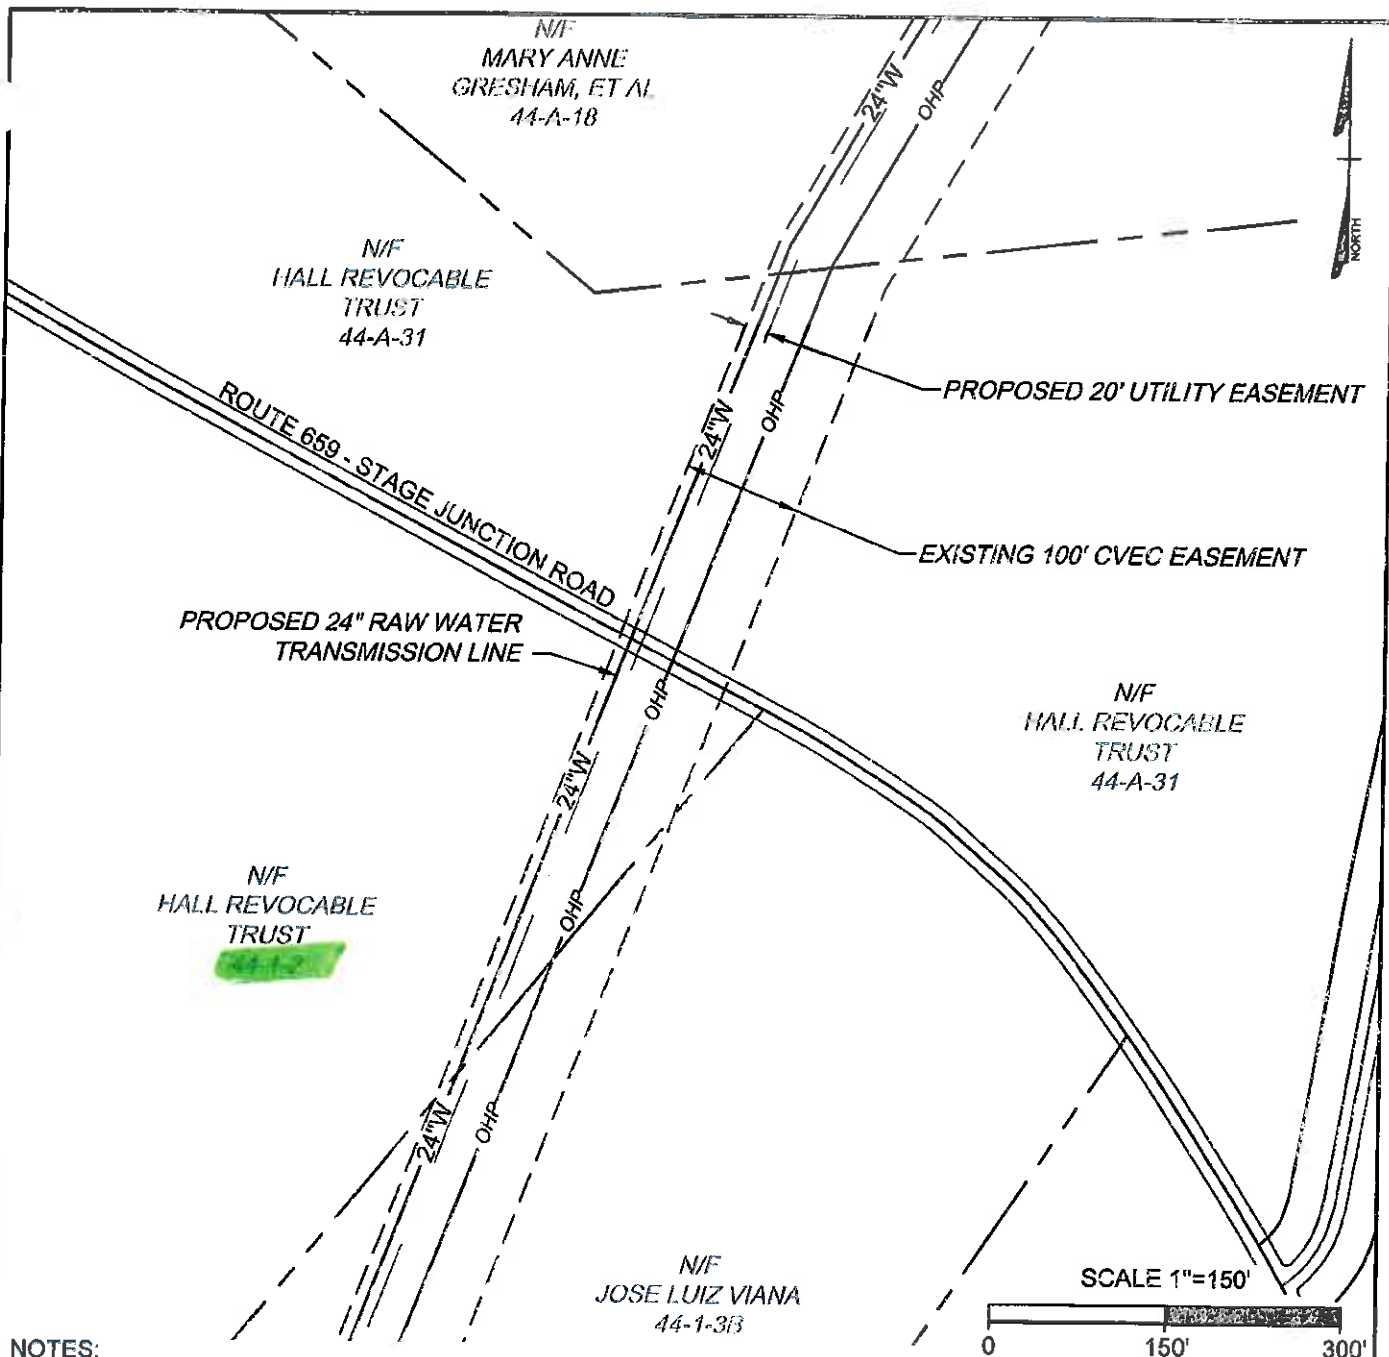 N/F
MARY ANNE
GRESHAM, ET AL
44-A-18
24"W
OHP
NORTH
N/F
HALL REVOCABLE
TRUST
44-A-31
PROPOSED 20' UTILITY EASEMENT
24"W
OHP
ROUTE 659 - STAGE JUNCTION ROAD
EXISTING 100' CVEC EASEMENT
PROPOSED 24" RAW WATER
TRANSMISSION LINE
OHP
N/F
HALL REVOCABLE
TRUST
44-A-31
24"W
N/F
HALL REVOCABLE
TRUST
44-1-2
OHP
24"W
OHP
N/F
JOSE LUIZ VIANA
44-1-3B
SCALE 1"=150'
0 150' 300'
NOTES: